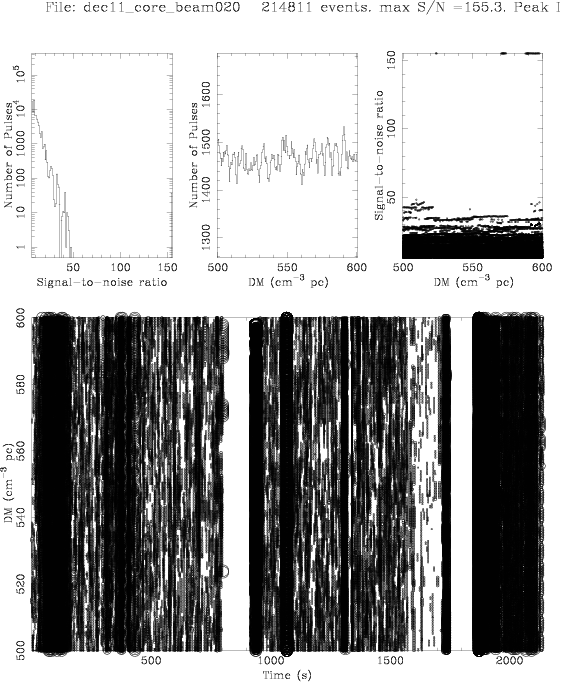 File: dec11_core_beam020 214811 events. max S/N =155.3. Peak I
Number of Pulses
1 10 100 1000 10^4 10^5
50 100 150
Signal-to-noise ratio
Number of Pulses
1300 1400 1500 1600
500 550 600
DM (cm^-3 pc)
Signal-to-noise ratio
50 100 150
500 550 600
DM (cm^-3 pc)
DM (cm^-3 pc)
500 520 540 560 580 600
500 1000 1500 2000
Time (s)